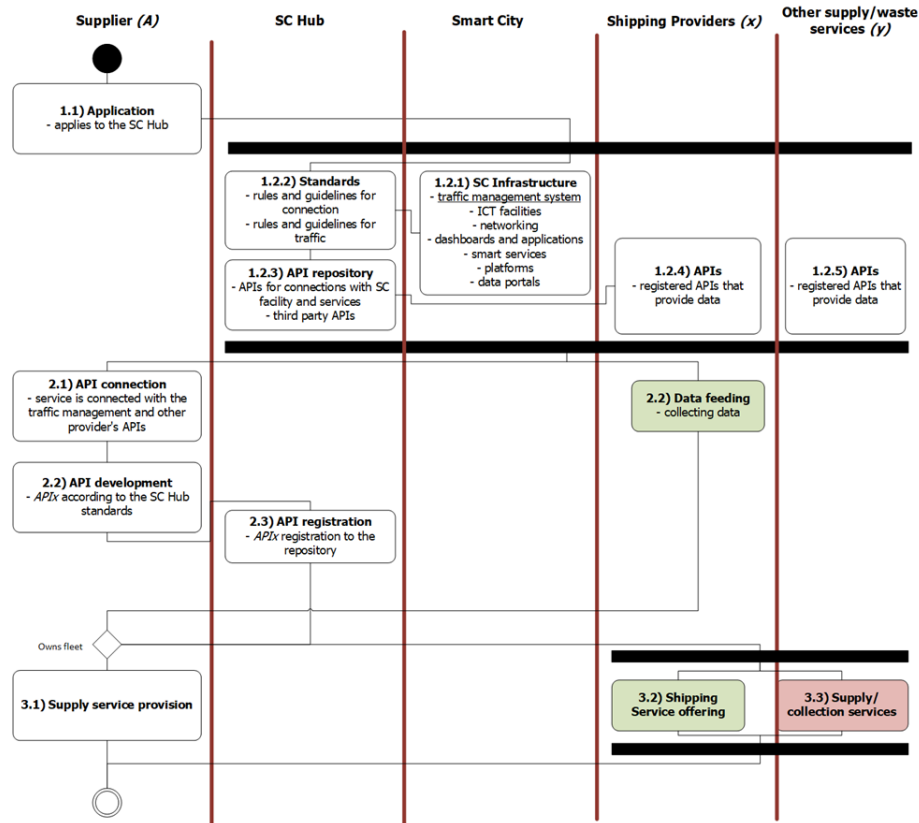 Supplier (A)
SC Hub
Smart City
Shipping Providers (x)
Other supply/waste
services (y)
1.1) Application
- applies to the SC Hub
1.2.2) Standards
- rules and guidelines for
connection
- rules and guidelines for
traffic
1.2.1) SC Infrastructure
- traffic management system
- ICT facilities
- networking
- dashboards and applications
- smart services
- platforms
- data portals
1.2.3) API repository
- APIs for connections with SC
facility and services
- third party APIs
1.2.4) APIs
- registered APIs that
provide data
1.2.5) APIs
- registered APIs that
provide data
2.1) API connection
- service is connected with the
traffic management and other
provider's APIs
2.2) Data feeding
- collecting data
2.2) API development
- APIx according to the SC Hub
standards
2.3) API registration
- APIx registration to the
repository
Owns fleet
3.1) Supply service provision
3.2) Shipping
Service offering
3.3) Supply/
collection services